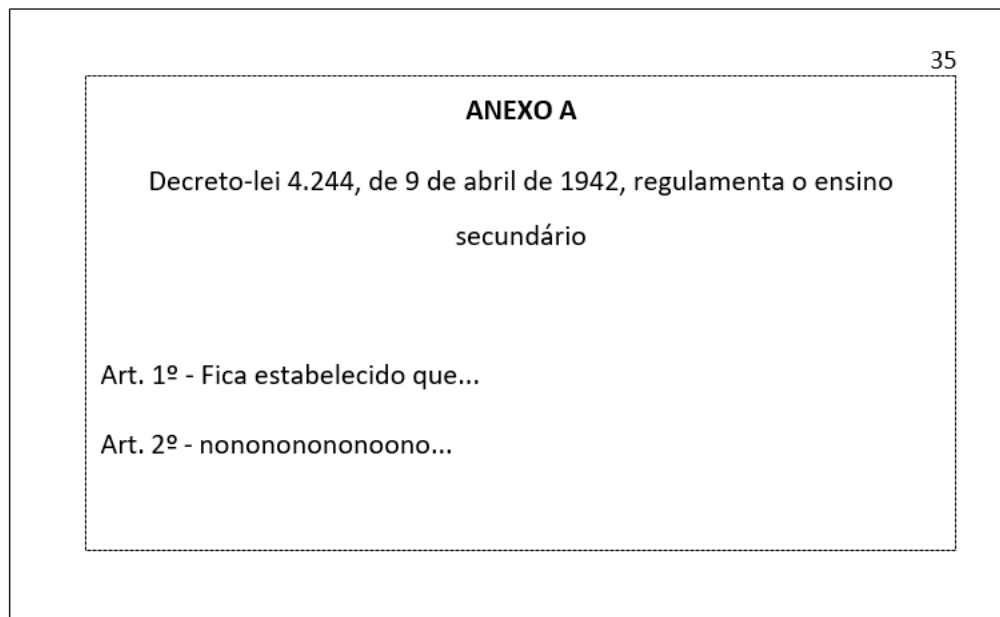 35
ANEXO A
Decreto-lei 4.244, de 9 de abril de 1942, regulamenta o ensino
secundário
Art. 1º - Fica estabelecido que...
Art. 2º - nonononononoono...